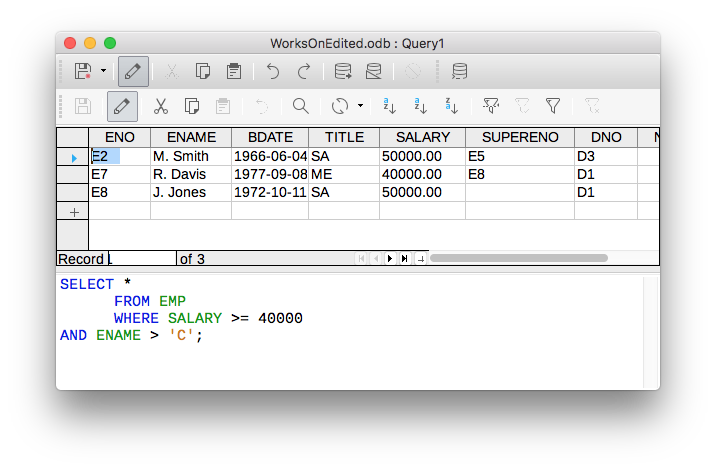 WorksOnEdited.odb : Query1
ENO ENAME BDATE TITLE SALARY SUPERENO DNO
E2 M. Smith 1966-06-04 SA 50000.00 E5 D3
E7 R. Davis 1977-09-08 ME 40000.00 E8 D1
E8 J. Jones 1972-10-11 SA 50000.00 D1
Record 1 of 3
SELECT *
FROM EMP
WHERE SALARY >= 40000
AND ENAME > 'C';